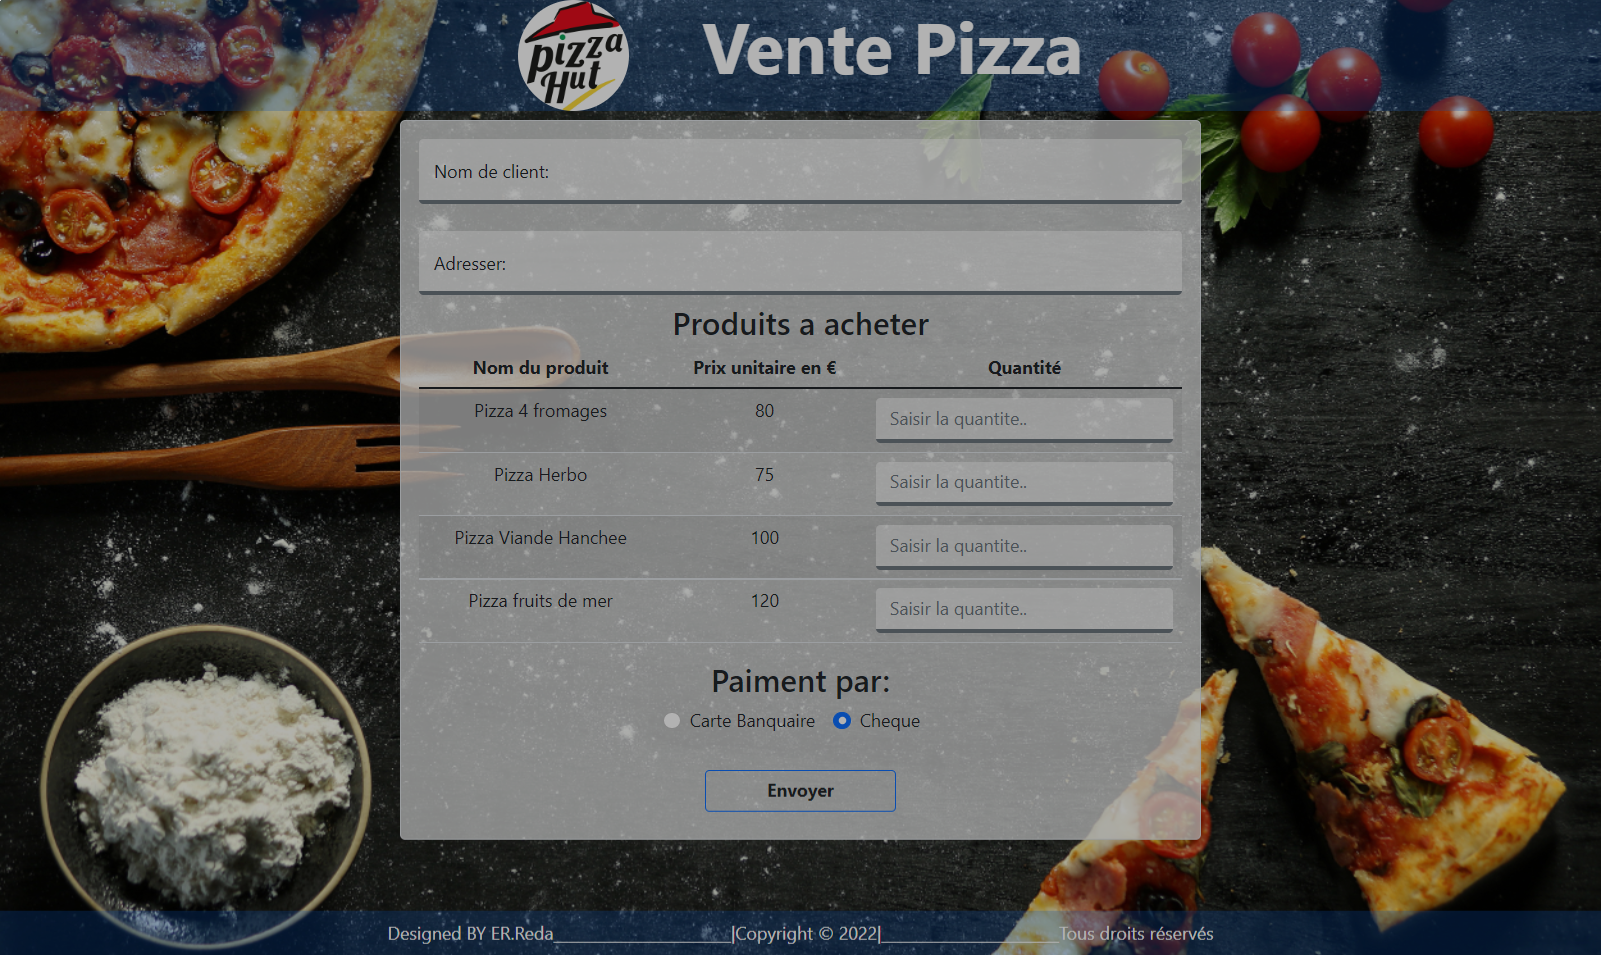 pizza
Hut
Vente Pizza
Nom de client:
Adresser:
Produits a acheter
Nom du produit Prix unitaire en € Quantité
Pizza 4 fromages 80 Saisir la quantite..
Pizza Herbo 75 Saisir la quantite..
Pizza Viande Hanchee 100 Saisir la quantite..
Pizza fruits de mer 120 Saisir la quantite..
Paiment par:
Carte Banquaire Cheque
Envoyer
Designed BY ER.Reda___________________|Copyright © 2022|___________________Tous droits réservés